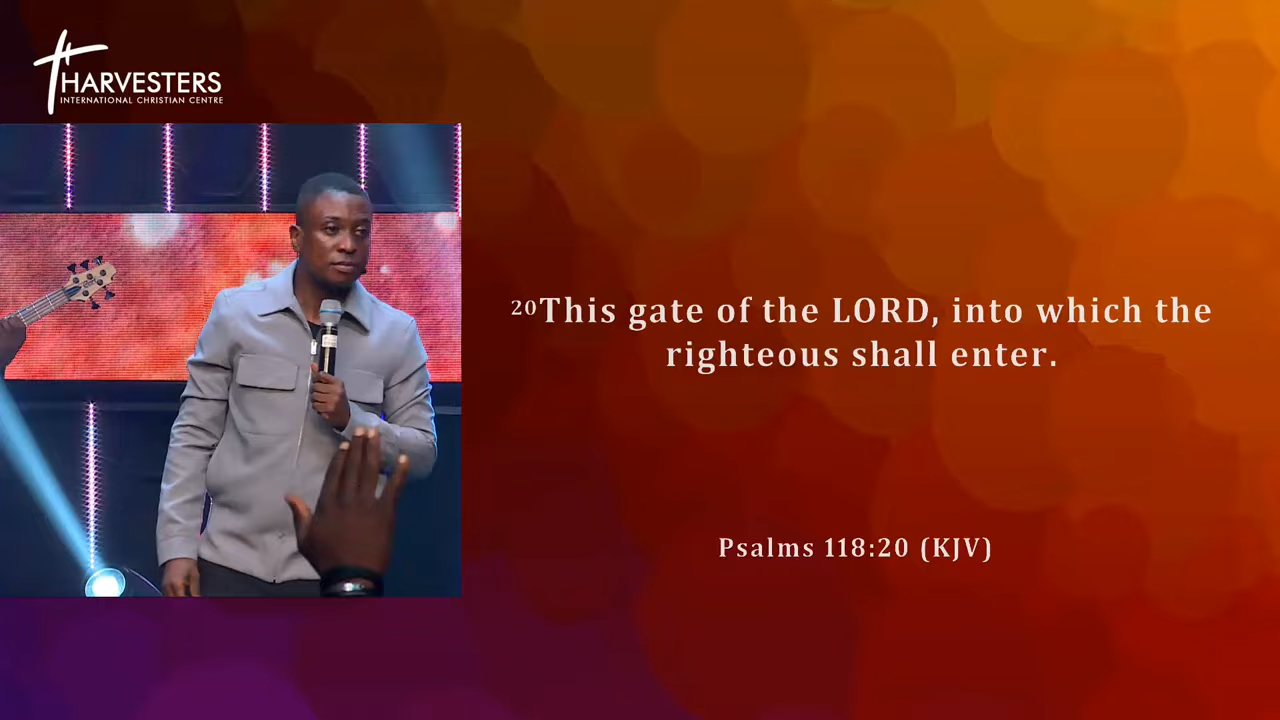 HARVESTERS
INTERNATIONAL CHRISTIAN CENTRE
²⁰This gate of the LORD, into which the
righteous shall enter.
Psalms 118:20 (KJV)